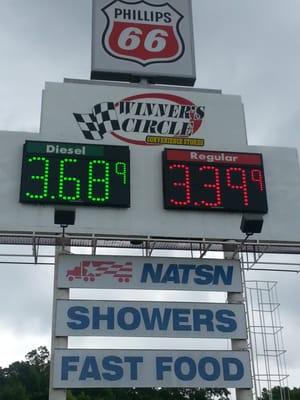 PHILLIPS
66
WINNER'S
CIRCLE
CONVENIENCE STORES
Diesel
3.68 9
Regular
3.39 9
NATSN
SHOWERS
FAST FOOD